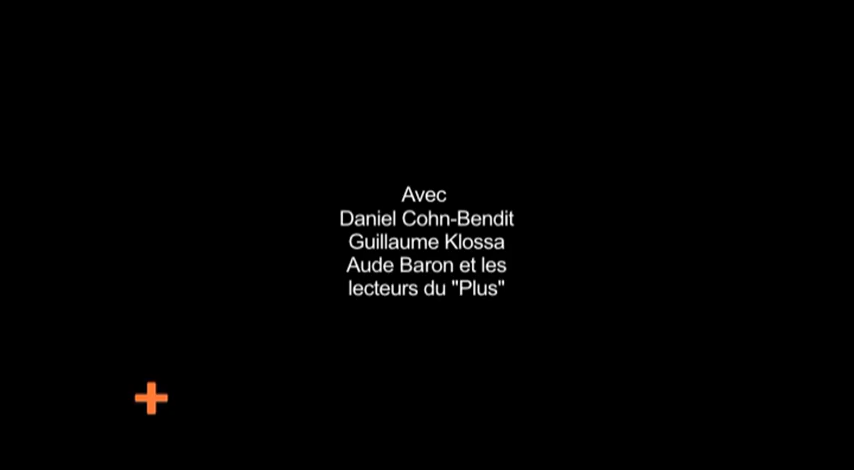 Avec
Daniel Cohn-Bendit
Guillaume Klossa
Aude Baron et les
lecteurs du "Plus"